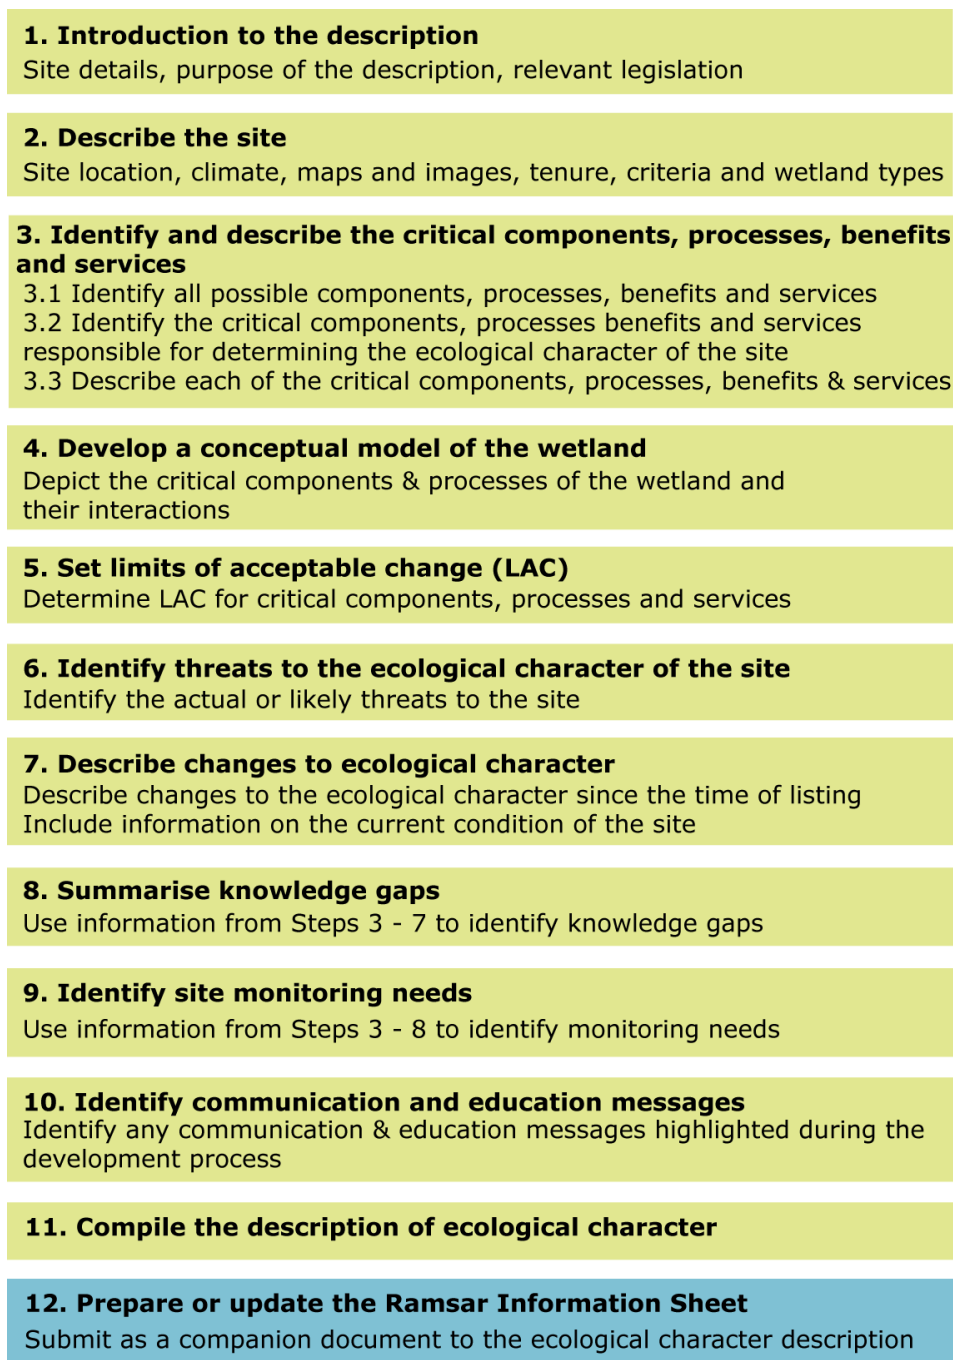 1. Introduction to the description
Site details, purpose of the description, relevant legislation
2. Describe the site
Site location, climate, maps and images, tenure, criteria and wetland types
3. Identify and describe the critical components, processes, benefits
and services
3.1 Identify all possible components, processes, benefits and services
3.2 Identify the critical components, processes benefits and services
responsible for determining the ecological character of the site
3.3 Describe each of the critical components, processes, benefits & services
4. Develop a conceptual model of the wetland
Depict the critical components & processes of the wetland and
their interactions
5. Set limits of acceptable change (LAC)
Determine LAC for critical components, processes and services
6. Identify threats to the ecological character of the site
Identify the actual or likely threats to the site
7. Describe changes to ecological character
Describe changes to the ecological character since the time of listing
Include information on the current condition of the site
8. Summarise knowledge gaps
Use information from Steps 3 - 7 to identify knowledge gaps
9. Identify site monitoring needs
Use information from Steps 3 - 8 to identify monitoring needs
10. Identify communication and education messages
Identify any communication & education messages highlighted during the
development process
11. Compile the description of ecological character
12. Prepare or update the Ramsar Information Sheet
Submit as a companion document to the ecological character description